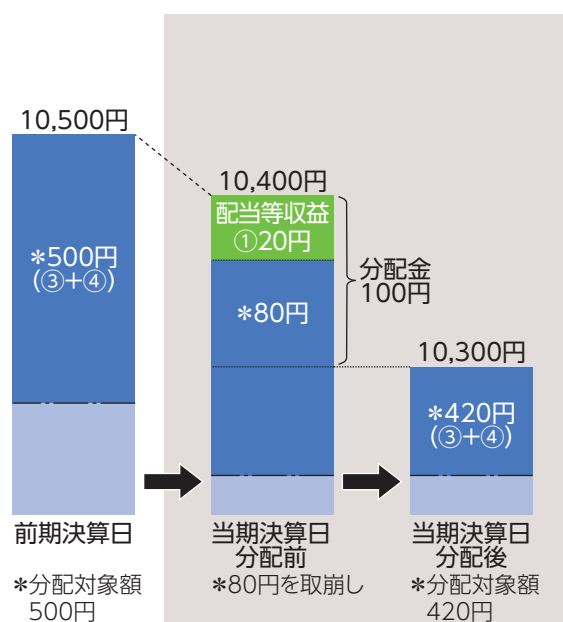 10,500円
*500円
(③+④)
前期決算日
*分配対象額
500円
10,400円
配当等収益
①20円
*80円
分配金
100円
当期決算日
分配前
*80円を取崩し
10,300円
*420円
(③+④)
当期決算日
分配後
*分配対象額
420円